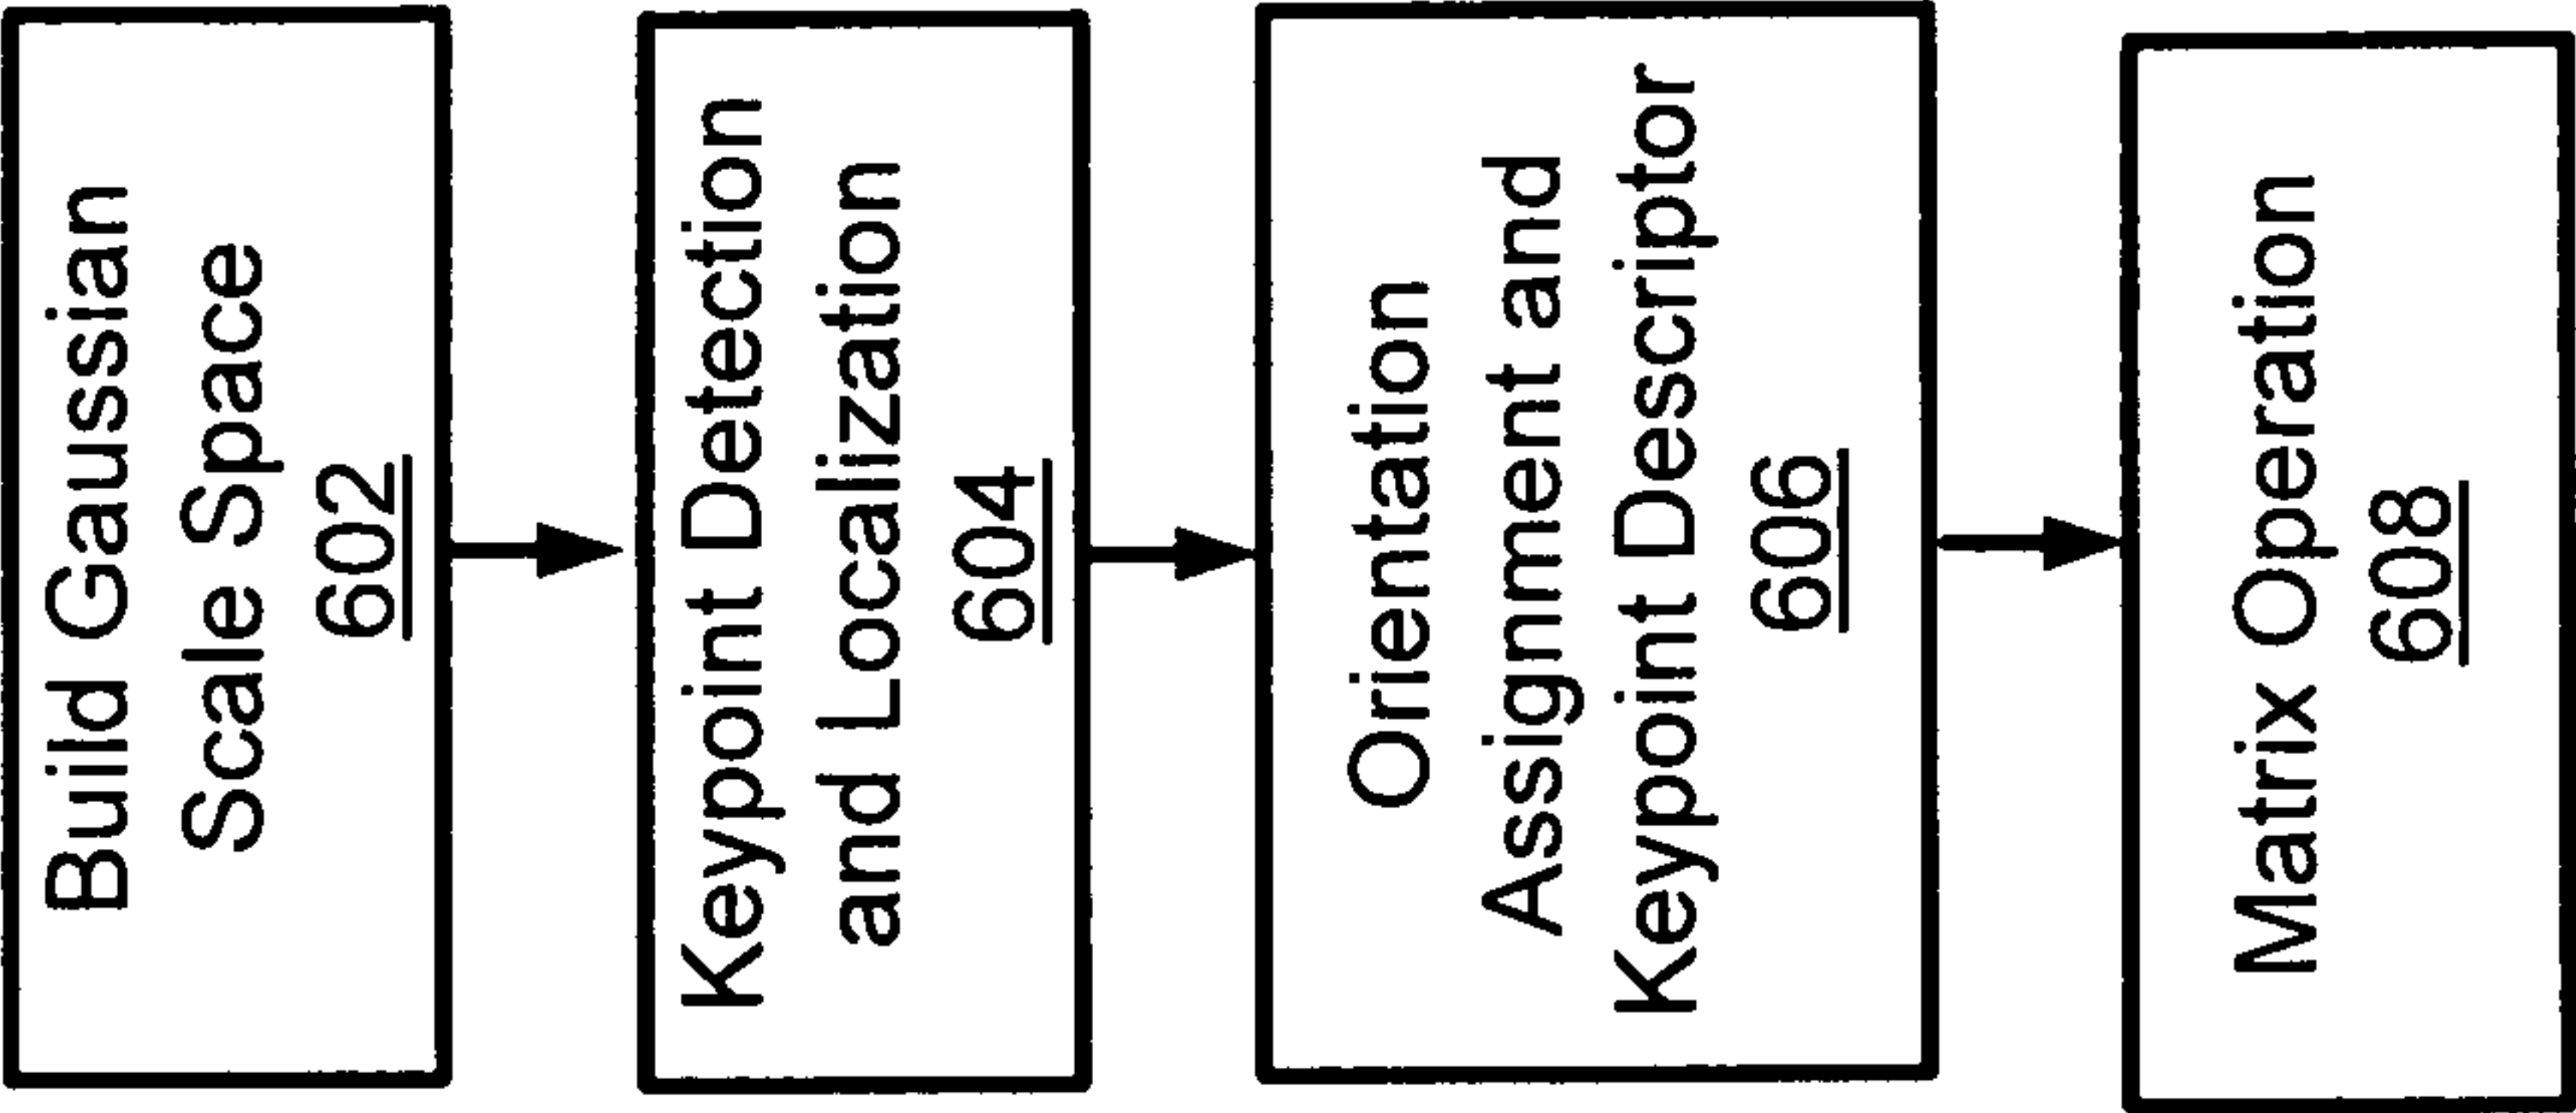 Build Gaussian
Scale Space
602
Keypoint Detection
and Localization
604
Orientation
Assignment and
Keypoint Descriptor
606
Matrix Operation
608